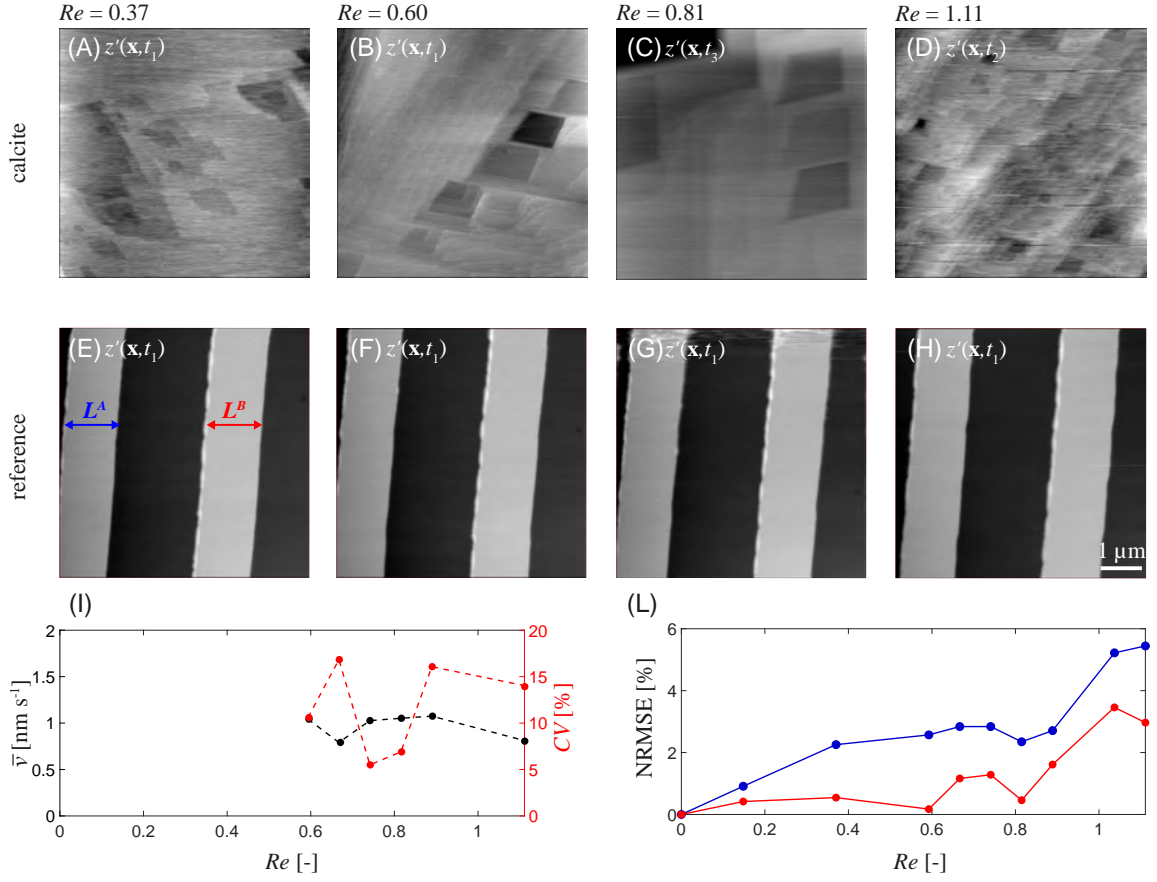 Re = 0.37 Re = 0.60 Re = 0.81 Re = 1.11
(A) z'(x,t₁) (B) z'(x,t₁) (C) z'(x,t₃) (D) z'(x,t₂)
calcite
(E) z'(x,t₁) (F) z'(x,t₁) (G) z'(x,t₁) (H) z'(x,t₁)
Lᴬ Lᴮ
reference
1 µm
(I)
2
1.5
1
0.5
0
v̅ [nm s⁻¹]
20
15
10
5
0
CV [%]
0 0.2 0.4 0.6 0.8 1
Re [-]
(L)
6
4
2
0
NRMSE [%]
0 0.2 0.4 0.6 0.8 1
Re [-]